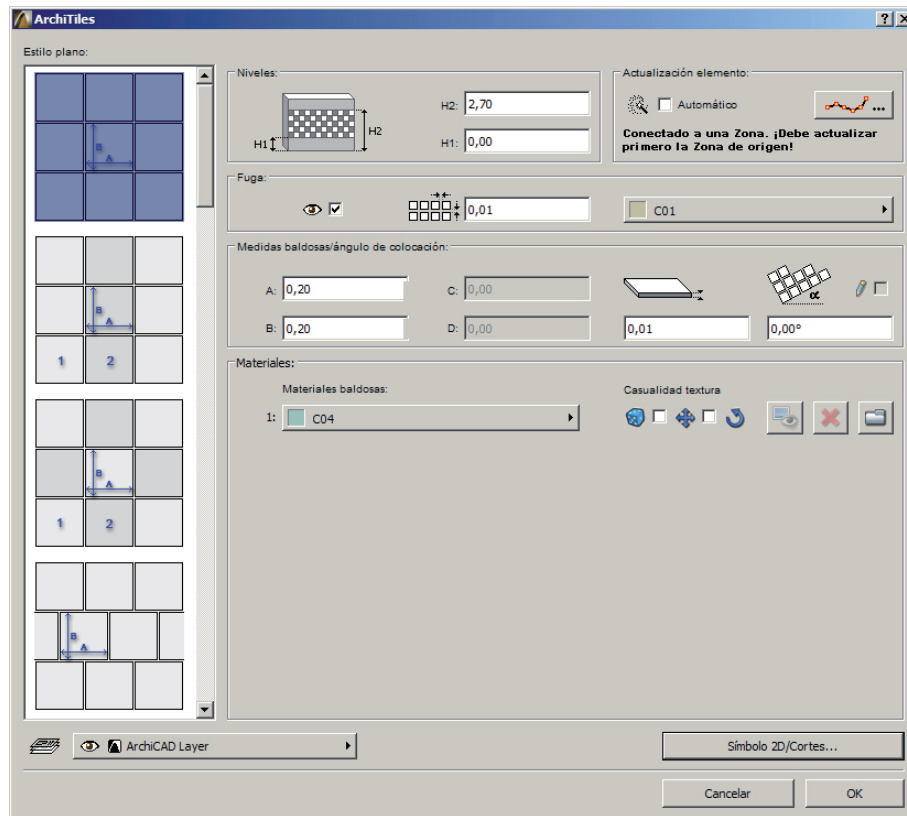 ArchiTiles
Estilo plano:
B
A
B
A
1 2
B
A
1 2
B
A
Niveles:
H2: 2,70
H1: 0,00
H1
H2
Actualización elemento:
Automático
...
Conectado a una Zona. ¡Debe actualizar
primero la Zona de origen!
Fuga:
0,01
C01
Medidas baldosas/ángulo de colocación:
A: 0,20
C: 0,00
α
B: 0,20
D: 0,00
0,01
0,00°
Materiales:
Materiales baldosas:
Casualidad textura
1: C04
ArchiCAD Layer
Símbolo 2D/Cortes...
Cancelar
OK